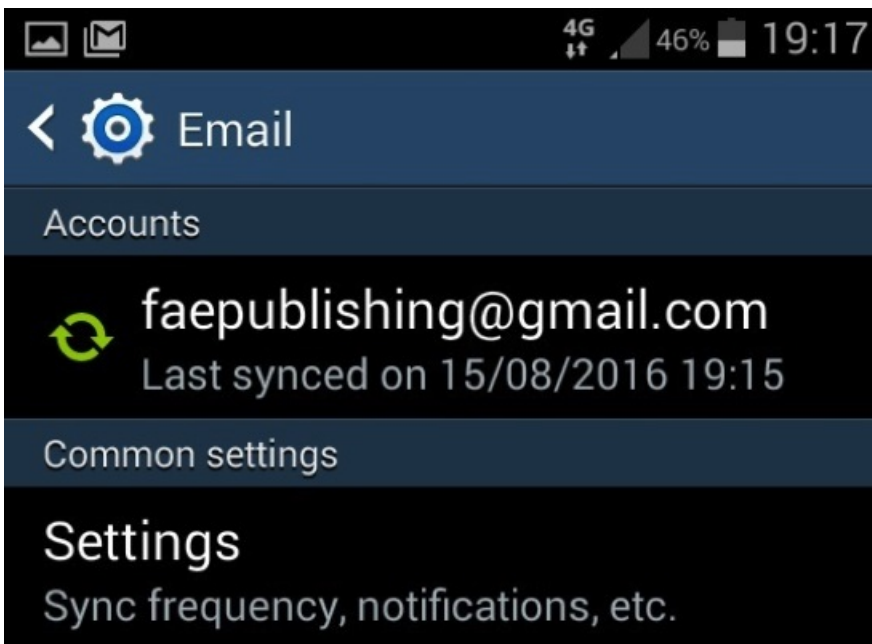 4G 46% 19:17
Email
Accounts
faepublishing@gmail.com
Last synced on 15/08/2016 19:15
Common settings
Settings
Sync frequency, notifications, etc.